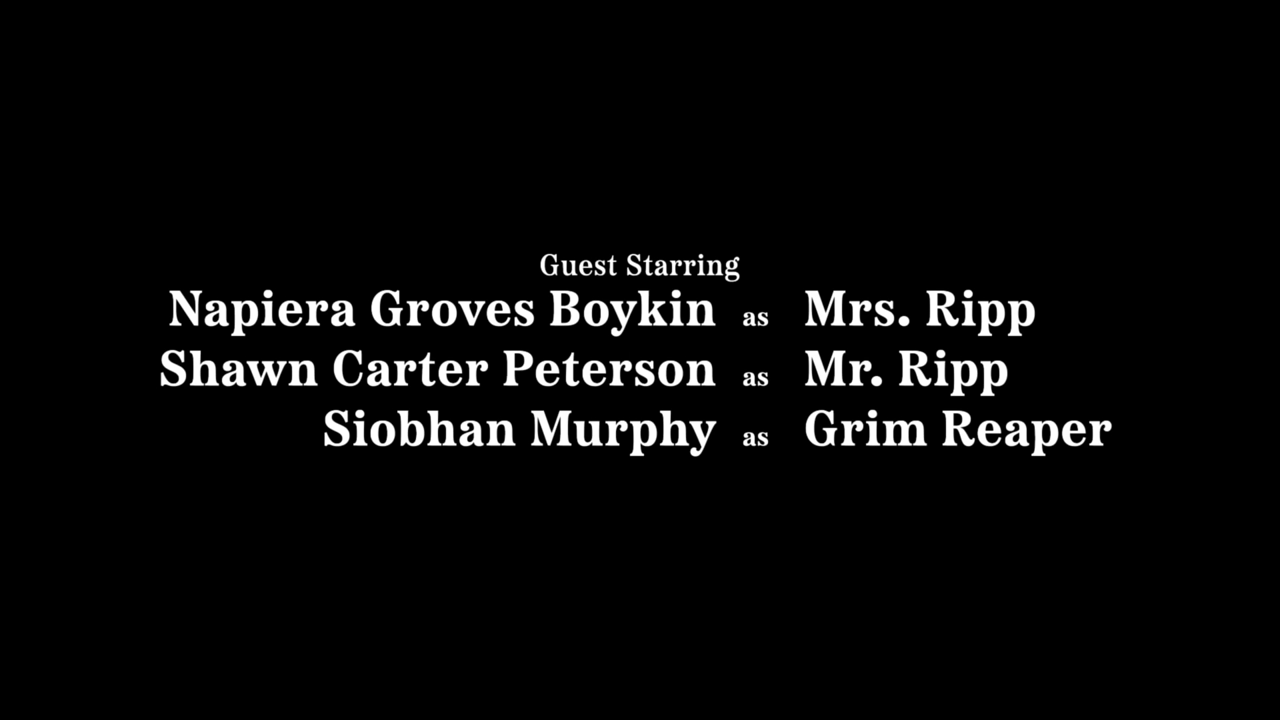 Guest Starring
Napiera Groves Boykin as Mrs. Ripp
Shawn Carter Peterson as Mr. Ripp
Siobhan Murphy as Grim Reaper